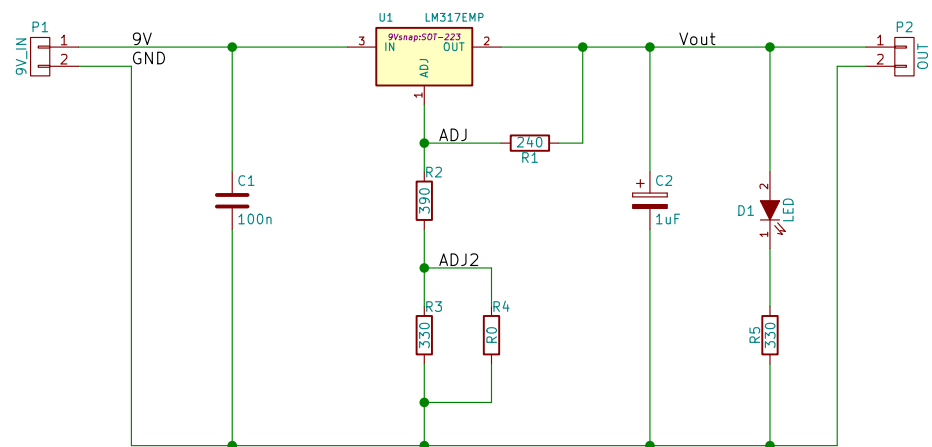 P1
9V_IN
1
2
9V
GND
U1
LM317EMP
9Vsnap:SOT-223
IN
OUT
ADJ
3
2
1
Vout
P2
1
2
OUT
ADJ
240
R1
R2
390
C1
100n
C2
+
1uF
2
D1
LED
1
ADJ2
R3
330
R4
R0
R5
330